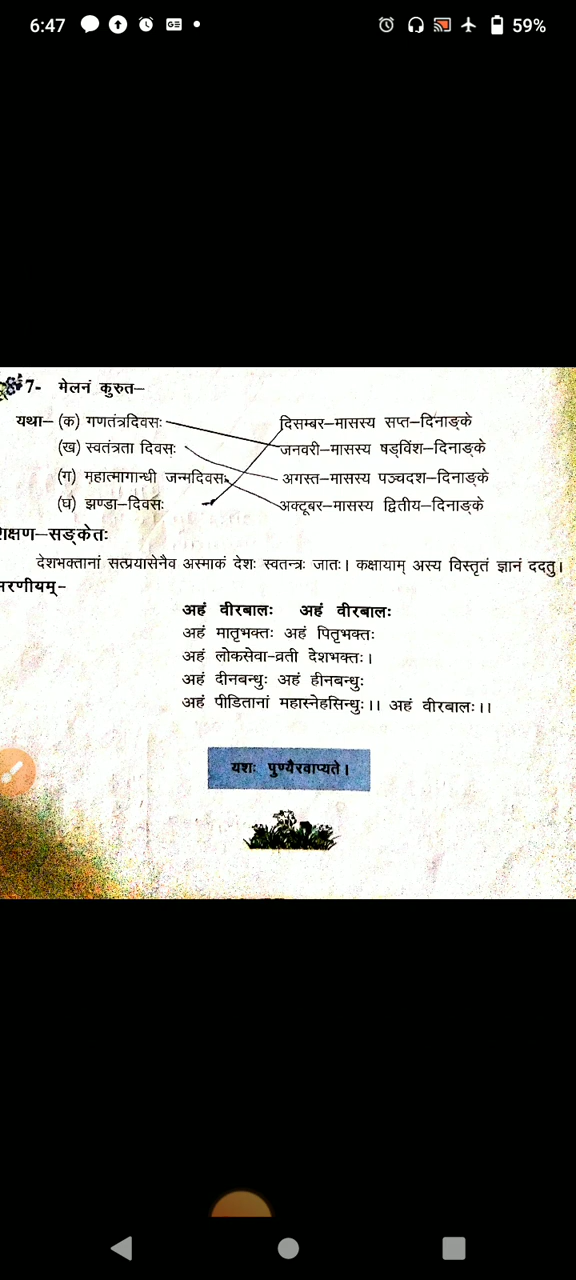 6:47
59%
7- मेलनं कुरुत–
यथा– (क) गणतंत्रदिवसः दिसम्बर–मासस्य सप्त–दिनाङ्के
(ख) स्वतंत्रता दिवसः जनवरी–मासस्य षड्विंश–दिनाङ्के
(ग) महात्मागान्धी जन्मदिवसः अगस्त–मासस्य पञ्चदश–दिनाङ्के
(घ) झण्डा–दिवसः अक्टूबर–मासस्य द्वितीय–दिनाङ्के
शिक्षण–सङ्केतः
देशभक्तानां सत्प्रयासेनैव अस्माकं देशः स्वतन्त्रः जातः। कक्षायाम् अस्य विस्तृतं ज्ञानं ददतु।
स्मरणीयम्–
अहं वीरबालः अहं वीरबालः
अहं मातृभक्तः अहं पितृभक्तः
अहं लोकसेवा-व्रती देशभक्तः।
अहं दीनबन्धुः अहं हीनबन्धुः
अहं पीडितानां महास्नेहसिन्धुः।। अहं वीरबालः।।
यशः पुण्यैरवाप्यते।